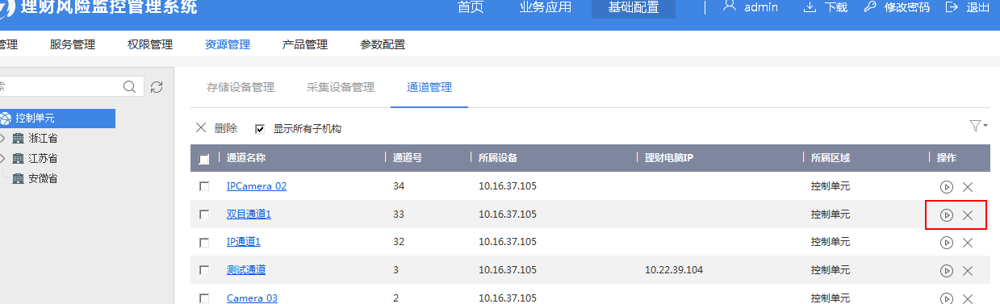 理财风险监控管理系统 首页 业务应用 基础配置 admin 下载 修改密码 退出
管理 服务管理 权限管理 资源管理 产品管理 参数配置
索 存储设备管理 采集设备管理 通道管理
控制单元
删除 显示所有子机构
浙江省
江苏省
安徽省
通道名称 通道号 所属设备 理财电脑IP 所属区域 操作
IPCamera 02 34 10.16.37.105 控制单元
双目通道1 33 10.16.37.105 控制单元
IP通道1 32 10.16.37.105 控制单元
测试通道 3 10.16.37.105 10.22.39.104 控制单元
Camera 03 2 10.16.37.105 控制单元